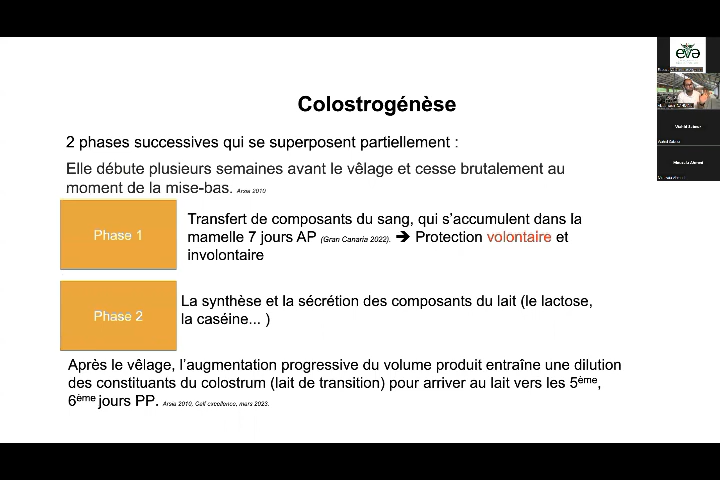 Colostrogénèse
2 phases successives qui se superposent partiellement :
Elle débute plusieurs semaines avant le vêlage et cesse brutalement au
moment de la mise-bas. Arsia 2010
Phase 1
Transfert de composants du sang, qui s'accumulent dans la
mamelle 7 jours AP (Gran Canaria 2022). ➔ Protection volontaire et
involontaire
Phase 2
La synthèse et la sécrétion des composants du lait (le lactose,
la caséine... )
Après le vêlage, l'augmentation progressive du volume produit entraîne une dilution
des constituants du colostrum (lait de transition) pour arriver au lait vers les 5ème,
6ème jours PP. Arsia 2010, Calf excellence, mars 2023.
eva